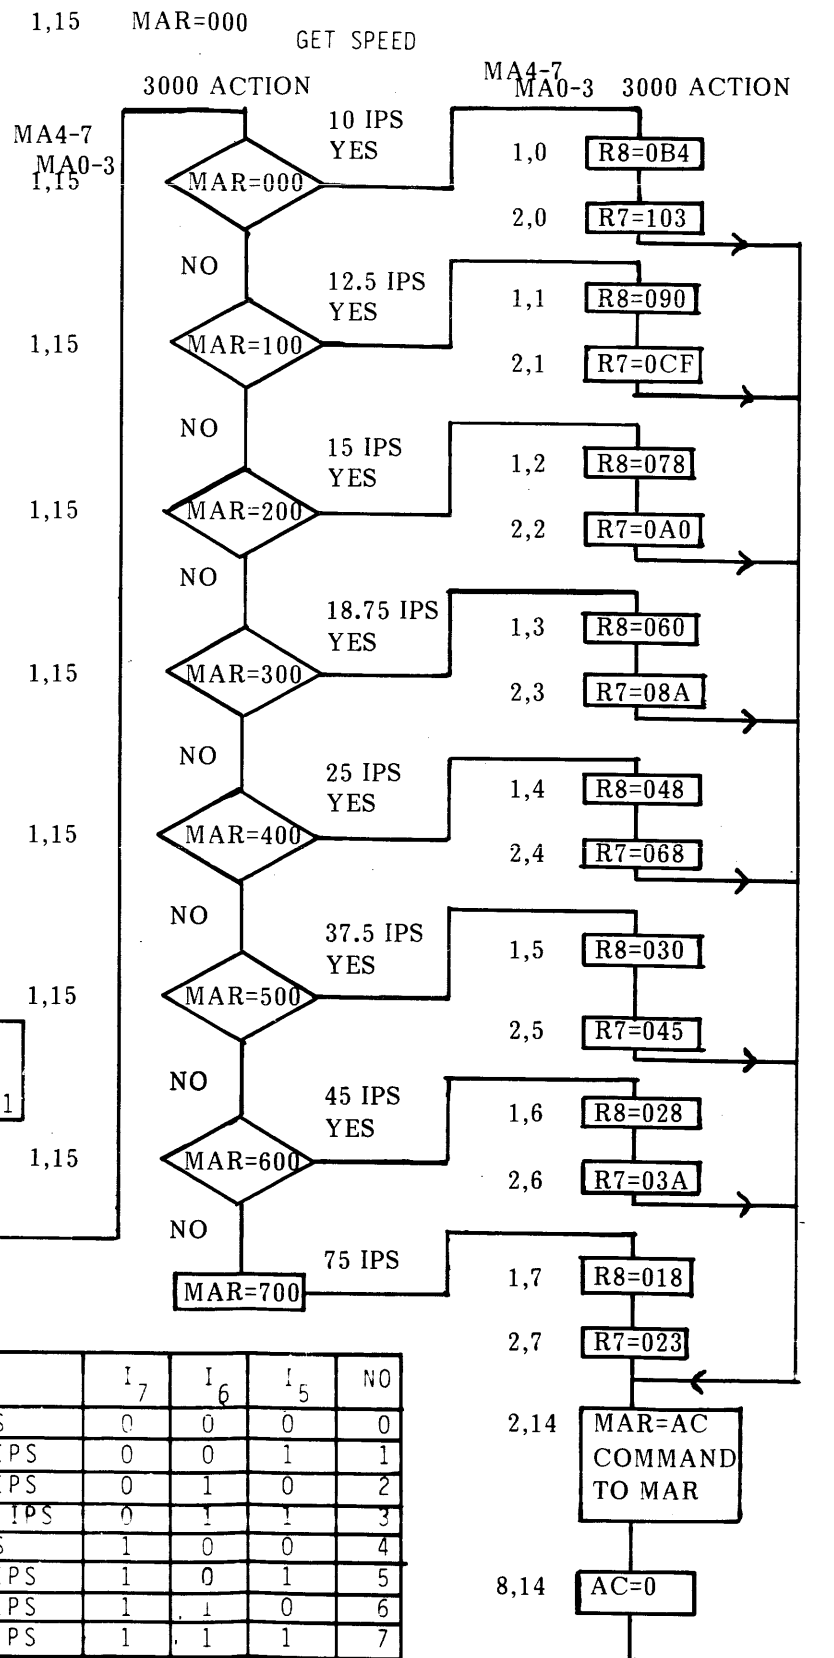 1,15 MAR=000
GET SPEED
3000 ACTION
MA4-7
MA0-3
3000 ACTION
MA4-7
MA0-3
10 IPS
YES
1,15
MAR=000
1,0
R8=0B4
2,0
R7=103
NO
12.5 IPS
YES
1,15
MAR=100
1,1
R8=090
2,1
R7=0CF
NO
15 IPS
YES
1,15
MAR=200
1,2
R8=078
2,2
R7=0A0
NO
18.75 IPS
YES
1,15
MAR=300
1,3
R8=060
2,3
R7=08A
NO
25 IPS
YES
1,15
MAR=400
1,4
R8=048
2,4
R7=068
NO
37.5 IPS
YES
1,15
MAR=500
1,5
R8=030
2,5
R7=045
1
NO
45 IPS
YES
1,15
MAR=600
1,6
R8=028
2,6
R7=03A
NO
75 IPS
MAR=700
1,7
R8=018
2,7
R7=023
I7 I6 I5 NO
S 0 0 0 0
IPS 0 0 1 1
IPS 0 1 0 2
IPS 0 1 1 3
S 1 0 0 4
IPS 1 0 1 5
IPS 1 1 0 6
IPS 1 1 1 7
2,14
MAR=AC
COMMAND
TO MAR
8,14
AC=0